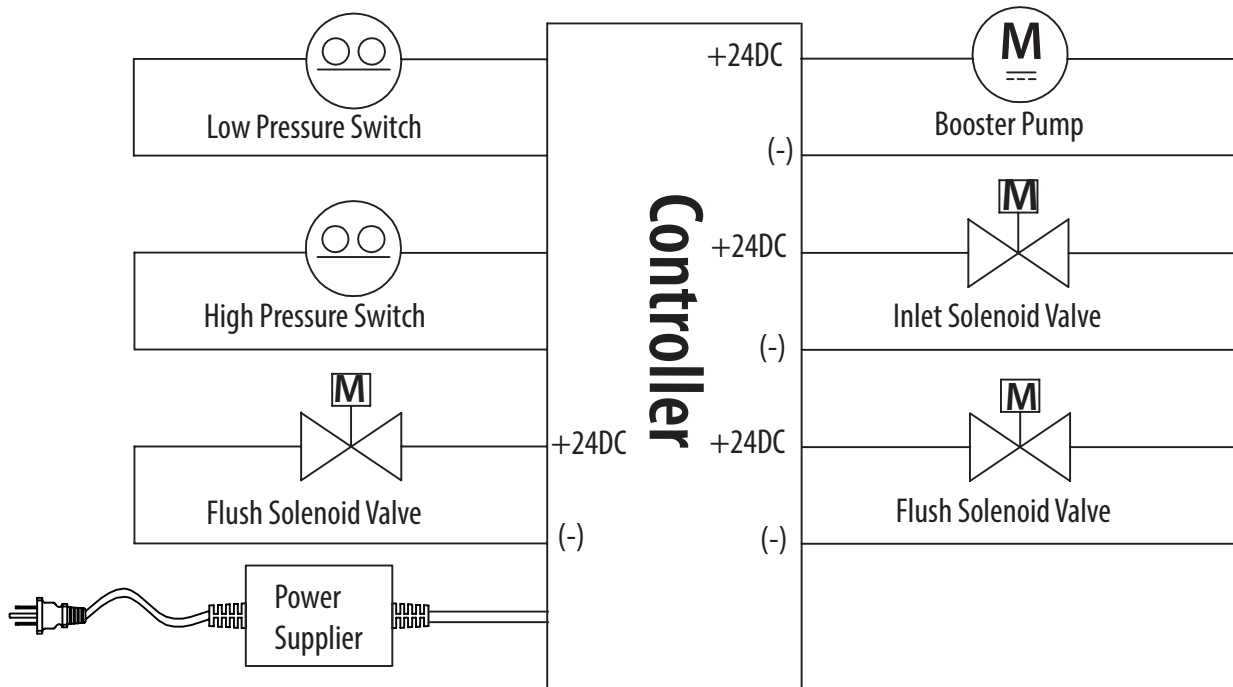 Low Pressure Switch
High Pressure Switch
M
+24DC
Flush Solenoid Valve
(-)
Power
Supplier
Controller
+24DC
M
Booster Pump
(-)
M
+24DC
Inlet Solenoid Valve
(-)
M
+24DC
Flush Solenoid Valve
(-)